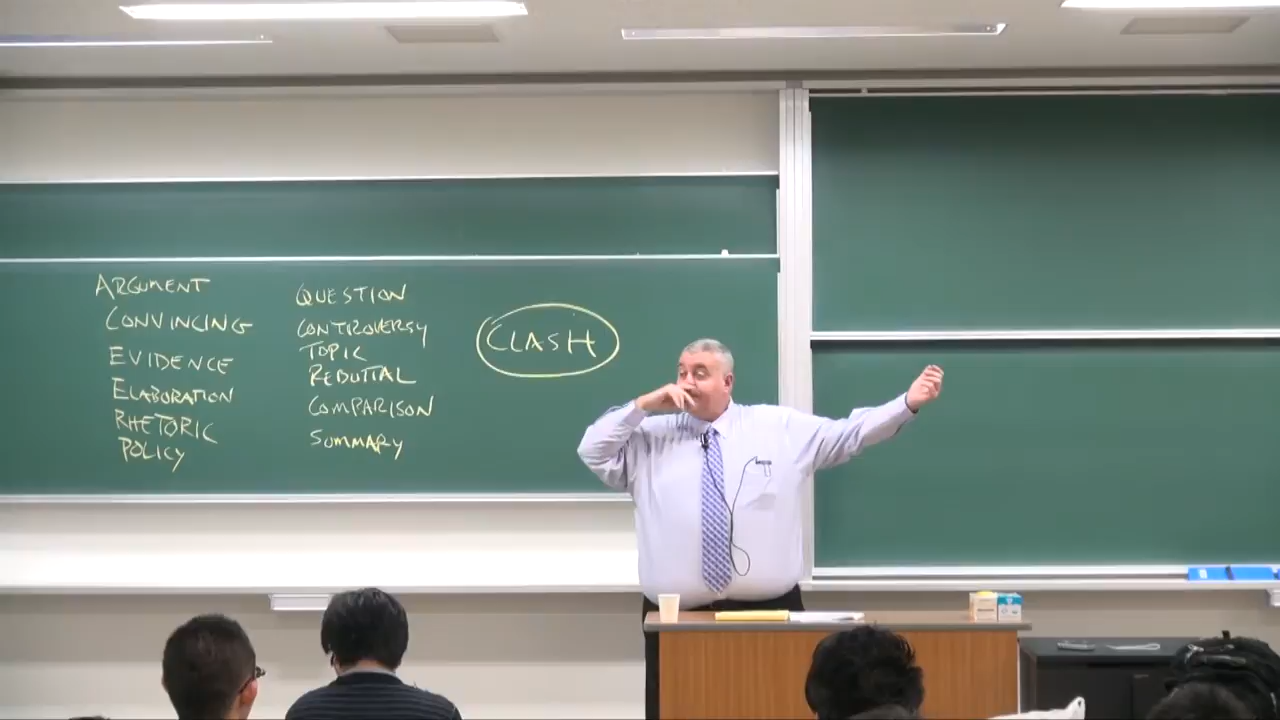 ARGUMENT
CONVINCING
EVIDENCE
ELABORATION
RHETORIC
POLICY
QUESTION
CONTROVERSY
TOPIC
REBUTTAL
COMPARISON
SUMMARY
CLASH